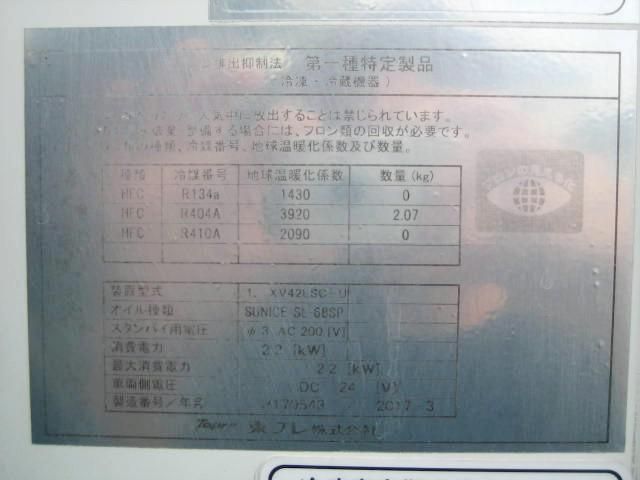 排出抑制法 第一種特定製品
(冷凍・冷蔵機器)
大気中に放出することは禁じられています。
整備する場合には、フロン類の回収が必要です。
の種類、冷媒番号、地球温暖化係数及び数量。
種類 冷媒番号 地球温暖化係数 数量(kg)
HFC R134a 1430 0
HFC R404A 3920 2.07
HFC R410A 2090 0
装置型式 1. XV42LSC-U
オイル種類 SUNICE SL-68SP
スタンバイ用電圧 φ3 AC 200 [V]
消費電力 2.2 [kW]
最大消費電力 2.2 [kW]
車両側電圧 DC 24 [V]
製造番号/年月 2017-3
東プレ株式会社